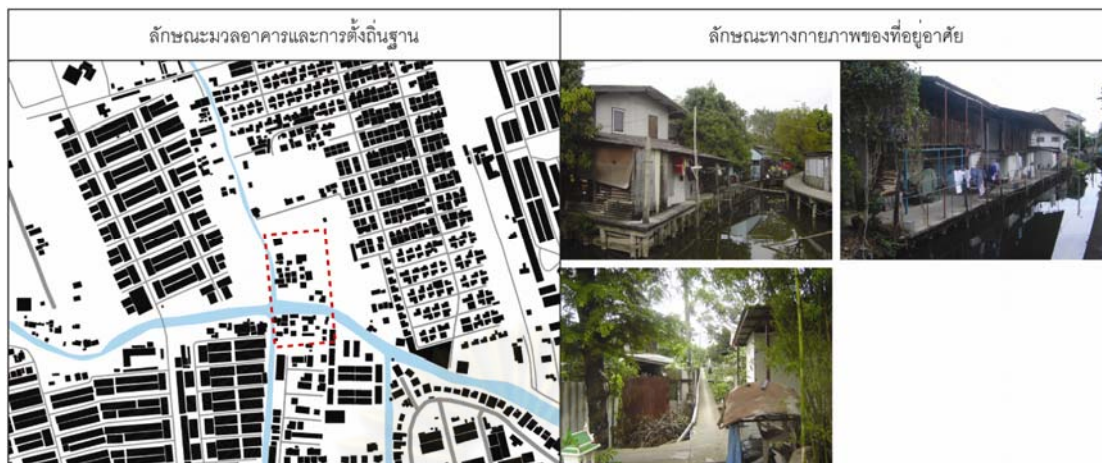 ลักษณะมวลอาคารและการตั้งถิ่นฐาน
ลักษณะทางกายภาพของที่อยู่อาศัย